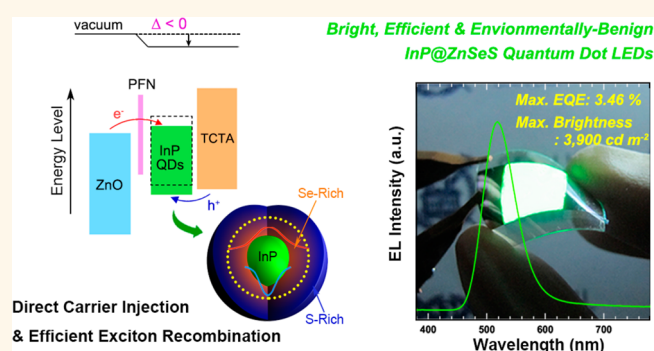 vacuum
Δ < 0
PFN
Energy Level
e-
ZnO
InP
QDs
TCTA
h+
Se-Rich
InP
S-Rich
Direct Carrier Injection
& Efficient Exciton Recombination
Bright, Efficient & Envionmentally-Benign
InP@ZnSeS Quantum Dot LEDs
Max. EQE: 3.46 %
Max. Brightness
: 3,900 cd m-2
EL Intensity (a.u.)
400 500 600 700
Wavelength (nm)